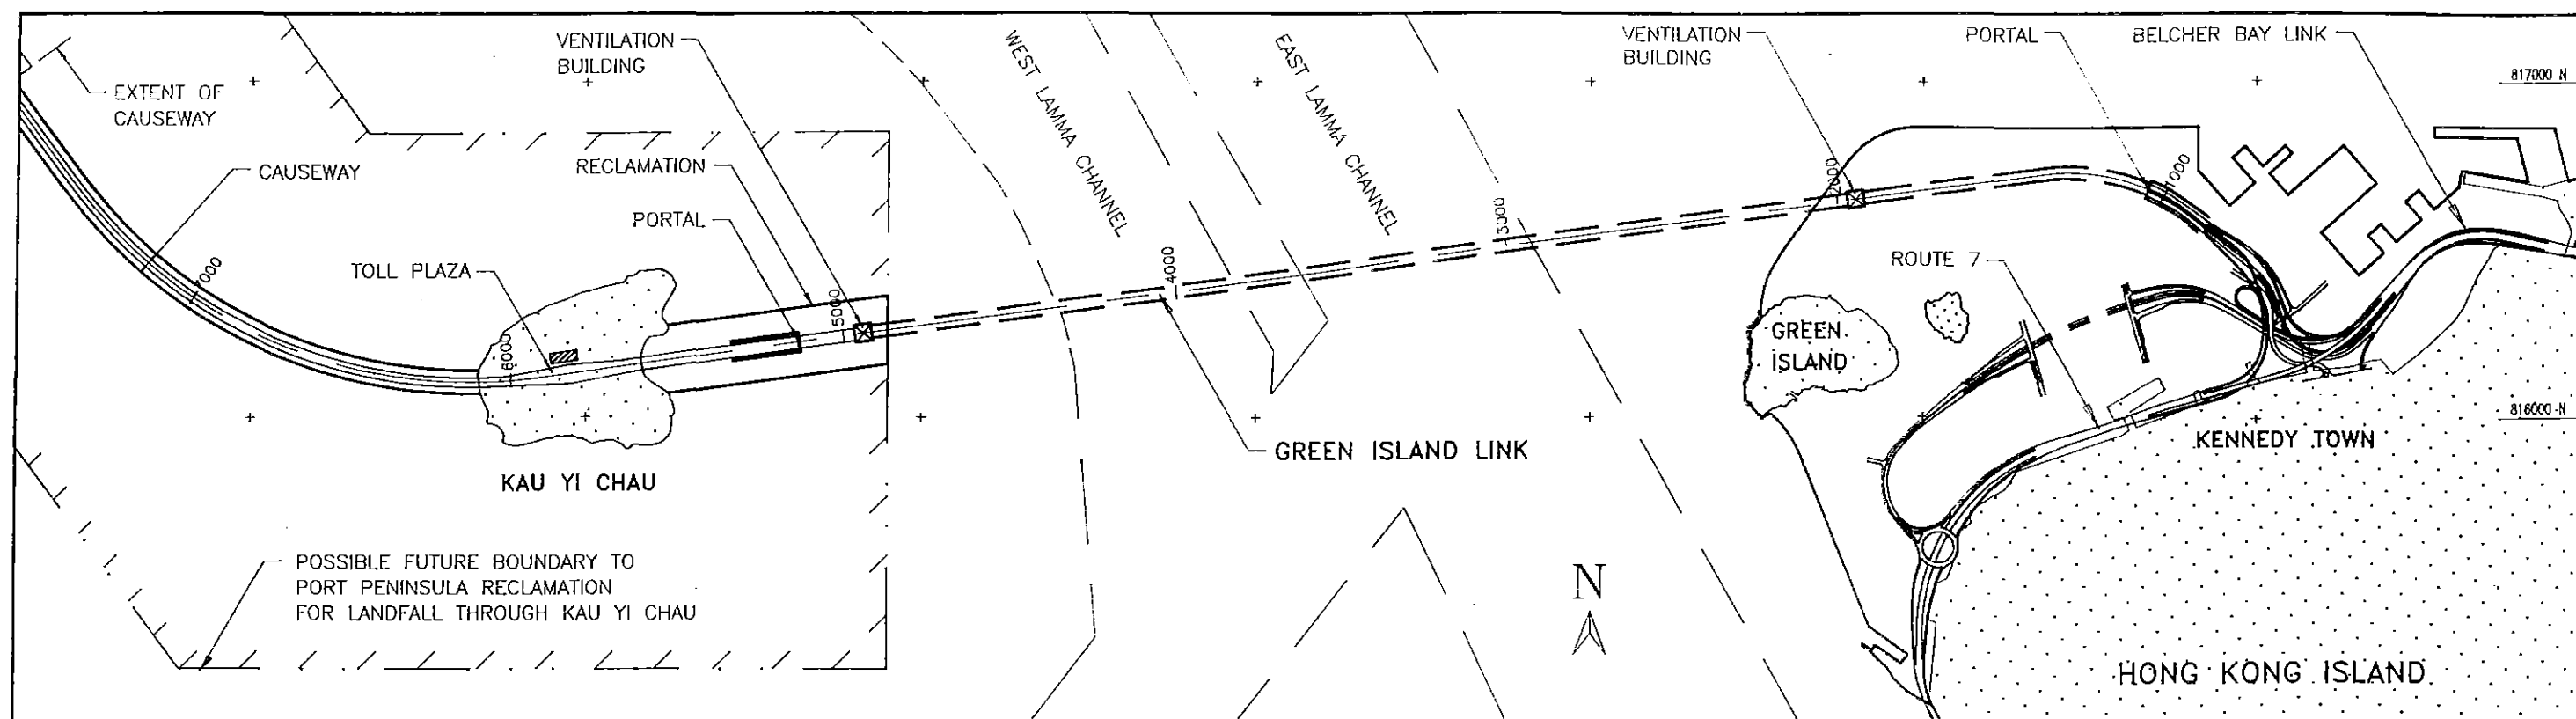 VENTILATION
BUILDING
EXTENT OF
CAUSEWAY
CAUSEWAY
RECLAMATION
PORTAL
TOLL PLAZA
7000
6000
5000
KAU YI CHAU
POSSIBLE FUTURE BOUNDARY TO
PORT PENINSULA RECLAMATION
FOR LANDFALL THROUGH KAU YI CHAU
WEST LAMMA CHANNEL
EAST LAMMA CHANNEL
4000
3000
GREEN ISLAND LINK
N
VENTILATION
BUILDING
2000
PORTAL
1000
BELCHER BAY LINK
817000 N
ROUTE 7
GREEN
ISLAND
816000 N
KENNEDY TOWN
HONG KONG ISLAND